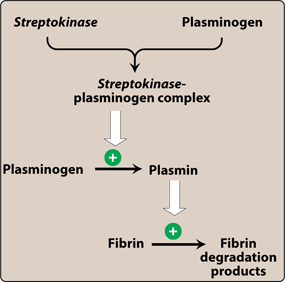 Streptokinase Plasminogen
Streptokinase-
plasminogen complex
+
Plasminogen Plasmin
+
Fibrin Fibrin
degradation
products